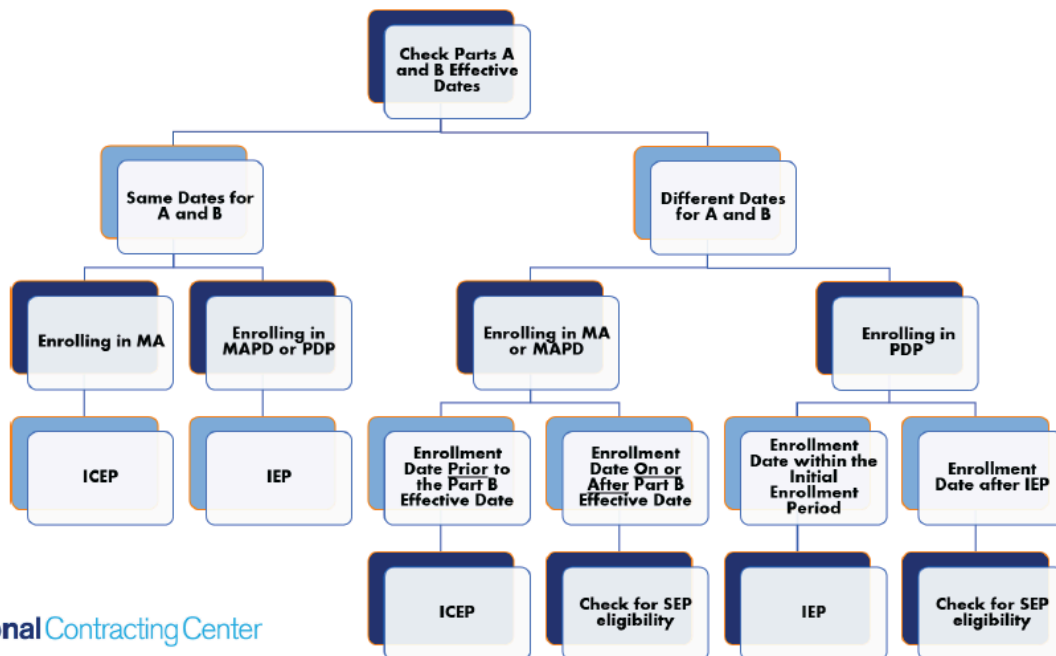 Check Parts A
and B Effective
Dates
Same Dates for
A and B
Different Dates
for A and B
Enrolling in MA
Enrolling in
MAPD or PDP
Enrolling in MA
or MAPD
Enrolling in
PDP
ICEP
IEP
Enrollment
Date Prior to
the Part B
Effective Date
Enrollment
Date On or
After Part B
Effective Date
Enrollment
Date within the
Initial
Enrollment
Period
Enrollment
Date after IEP
ICEP
Check for SEP
eligibility
IEP
Check for SEP
eligibility
onal Contracting Center